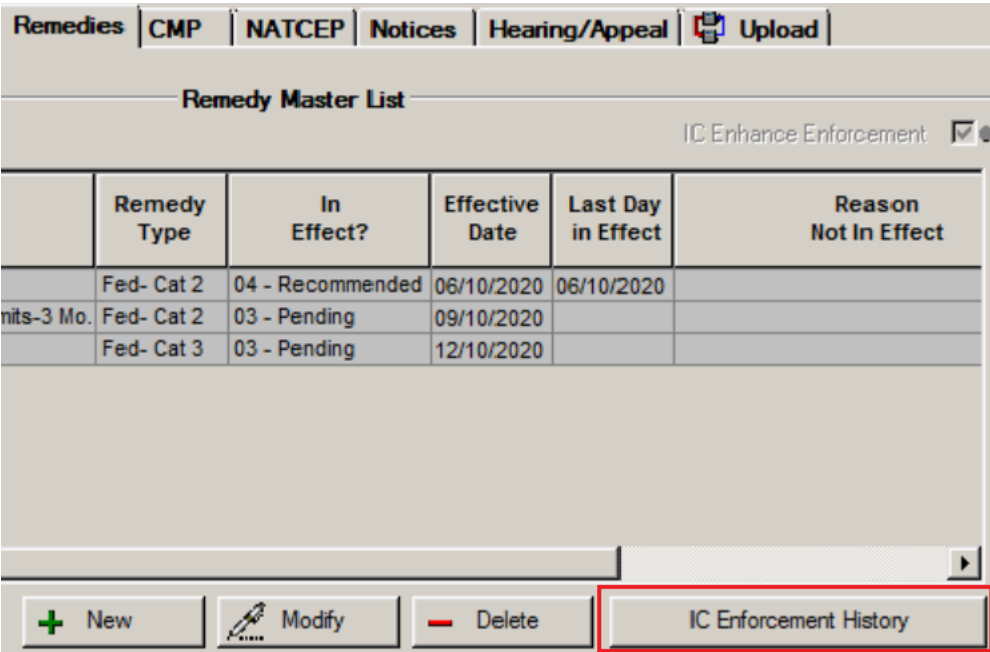 Remedies CMP NATCEP Notices Hearing/Appeal Upload
Remedy Master List
IC Enhance Enforcement
Remedy Type In Effect? Effective Date Last Day in Effect Reason Not In Effect
Fed- Cat 2 04 - Recommended 06/10/2020 06/10/2020
mits-3 Mo. Fed- Cat 2 03 - Pending 09/10/2020
Fed- Cat 3 03 - Pending 12/10/2020
New Modify Delete IC Enforcement History